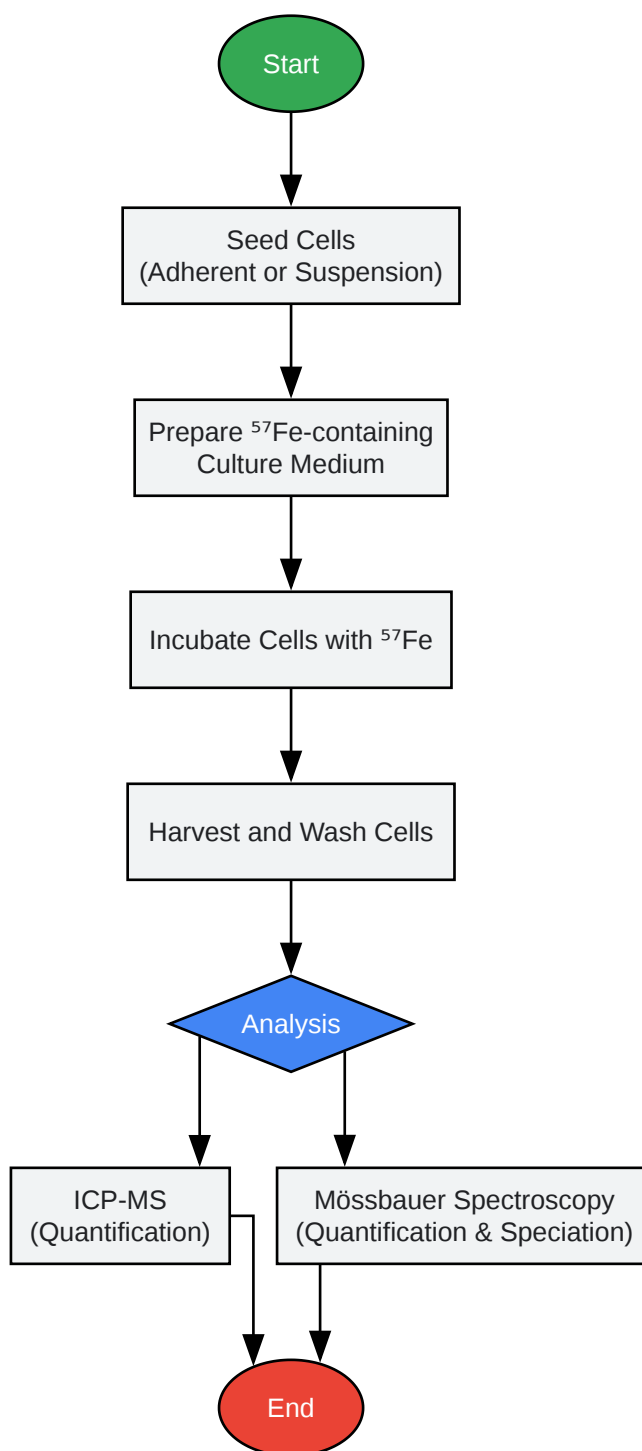 Start
Seed Cells
(Adherent or Suspension)
Prepare ⁵⁷Fe-containing
Culture Medium
Incubate Cells with ⁵⁷Fe
Harvest and Wash Cells
Analysis
ICP-MS
(Quantification)
Mössbauer Spectroscopy
(Quantification & Speciation)
End